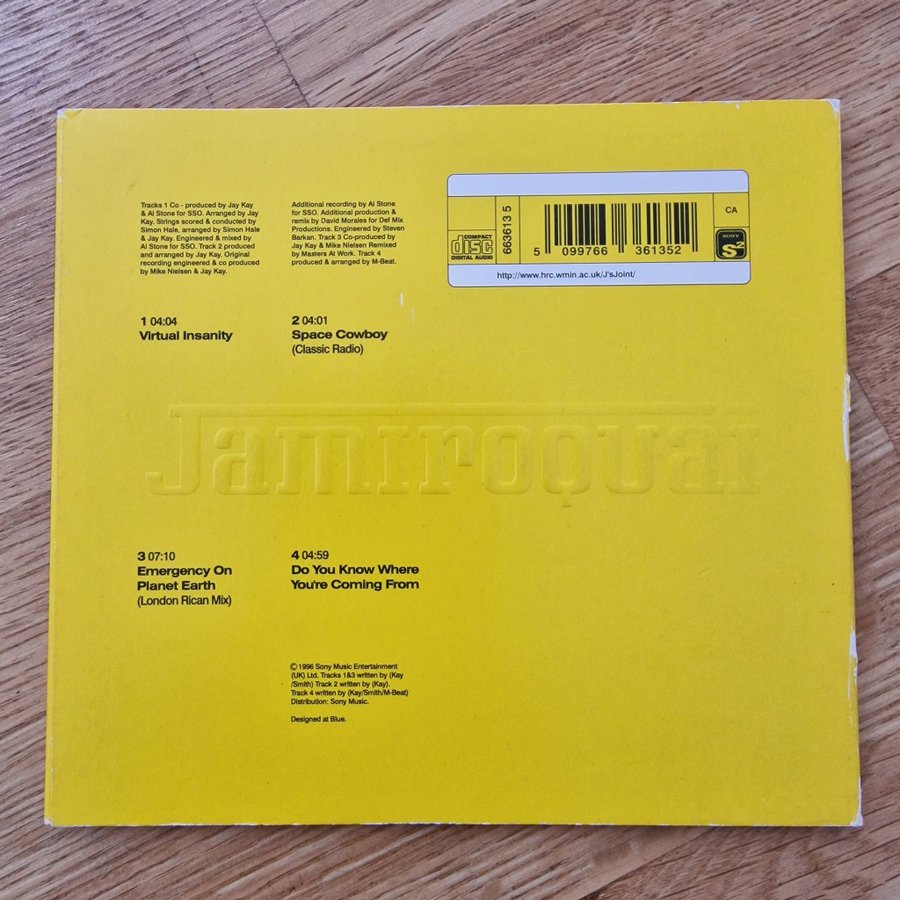 Tracks 1 Co - produced by Jay Kay
& Al Stone for SSO. Arranged by Jay
Kay. Strings scored & conducted by
Simon Hale, arranged by Simon Hale
& Jay Kay. Engineered & mixed by
Al Stone for SSO. Track 2 produced
and arranged by Jay Kay. Original
recording engineered & co produced
by Mike Nielsen & Jay Kay.
Additional recording by Al Stone
for SSO. Additional production &
remix by David Morales for Def Mix
Productions. Engineered by Steven
Barkan. Track 3 Co-produced by
Jay Kay & Mike Nielsen Remixed
by Masters At Work. Track 4
produced & arranged by M-Beat.
COMPACT
disc
DIGITAL AUDIO
663613 5
5 099766 361352
CA
SONY
S2
http://www.hrc.wmin.ac.uk/J'sJoint/
1 04:04
Virtual Insanity
2 04:01
Space Cowboy
(Classic Radio)
Jamiroquai
3 07:10
Emergency On
Planet Earth
(London Rican Mix)
4 04:59
Do You Know Where
You're Coming From
© 1996 Sony Music Entertainment
(UK) Ltd. Tracks 1&3 written by (Kay
/Smith) Track 2 written by (Kay).
Track 4 written by (Kay/Smith/M-Beat)
Distribution: Sony Music.
Designed at Blue.